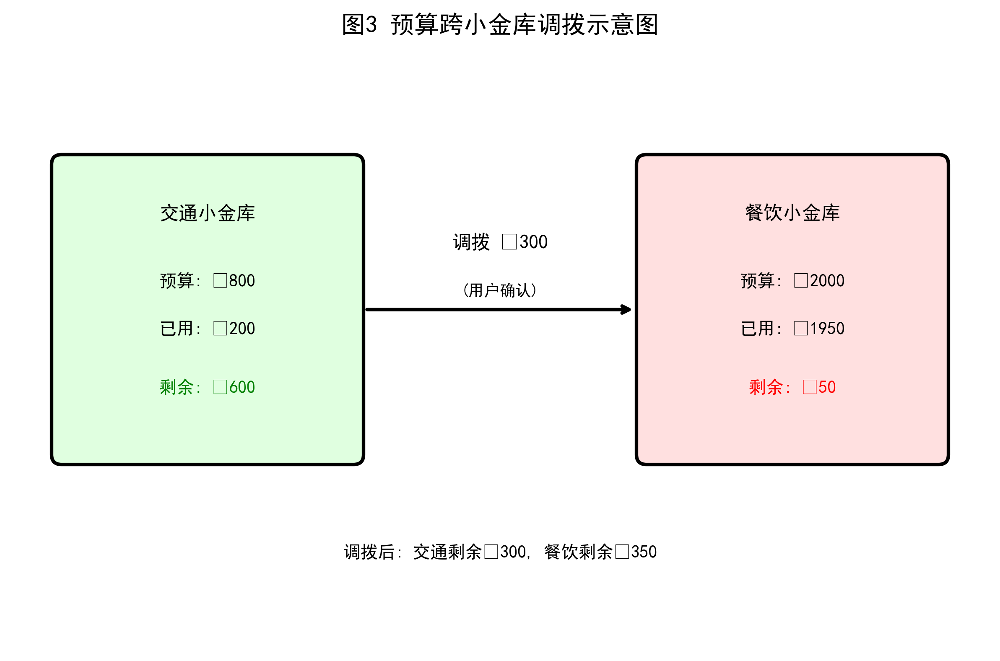 图3 预算跨小金库调拨示意图
交通小金库
预算: □800
已用: □200
剩余: □600
调拨 □300
(用户确认)
餐饮小金库
预算: □2000
已用: □1950
剩余: □50
调拨后: 交通剩余□300, 餐饮剩余□350